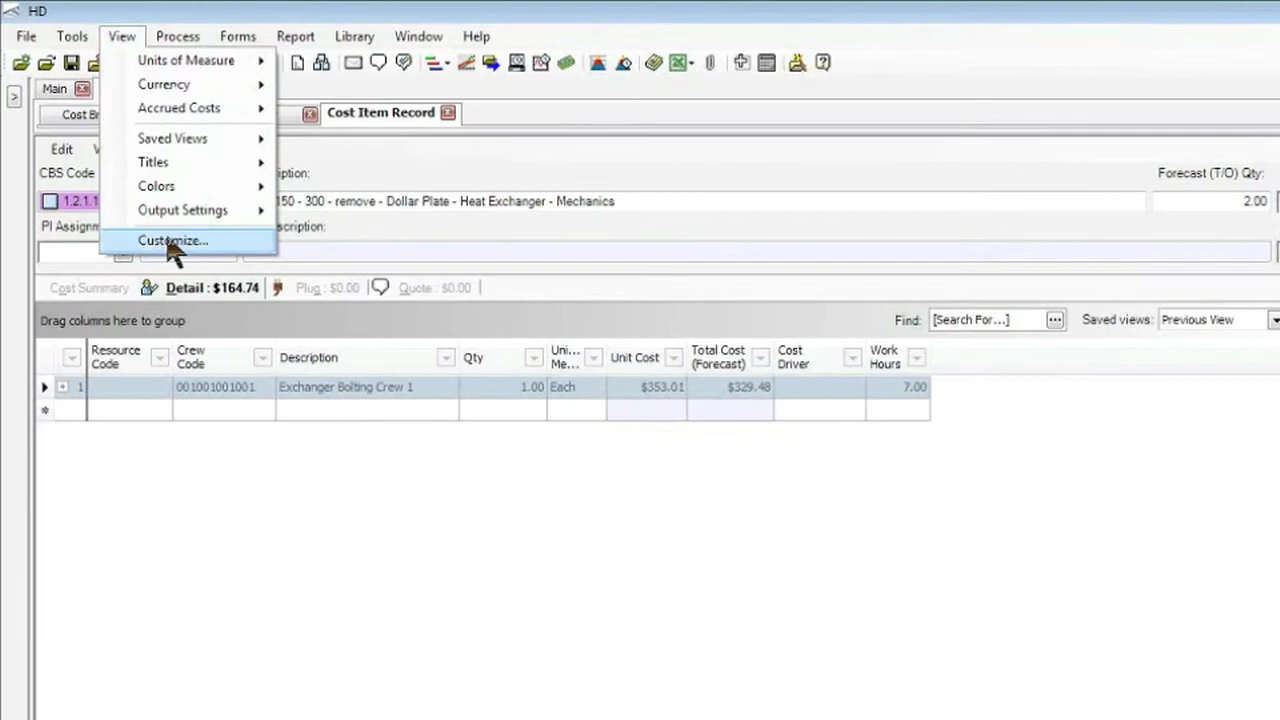 HD
File Tools View Process Forms Report Library Window Help
Units of Measure
Currency
Accrued Costs
Saved Views
Titles
Colors
Output Settings
Customize...
>
Main
Cost Br
Cost Item Record
Edit V
CBS Code
iption:
Forecast (T/O) Qty:
1.2.1.1
150 - 300 - remove - Dollar Plate - Heat Exchanger - Mechanics
2.00
PI Assignm
scription:
Cost Summary Detail : $164.74 Plug : $0.00 Quote : $0.00
Drag columns here to group
Find: [Search For...] ... Saved views: Previous View
Resource Code Crew Code Description Qty Uni... Me... Unit Cost Total Cost (Forecast) Cost Driver Work Hours
1 001001001001 Exchanger Bolting Crew 1 1.00 Each $353.01 $329.48 7.00